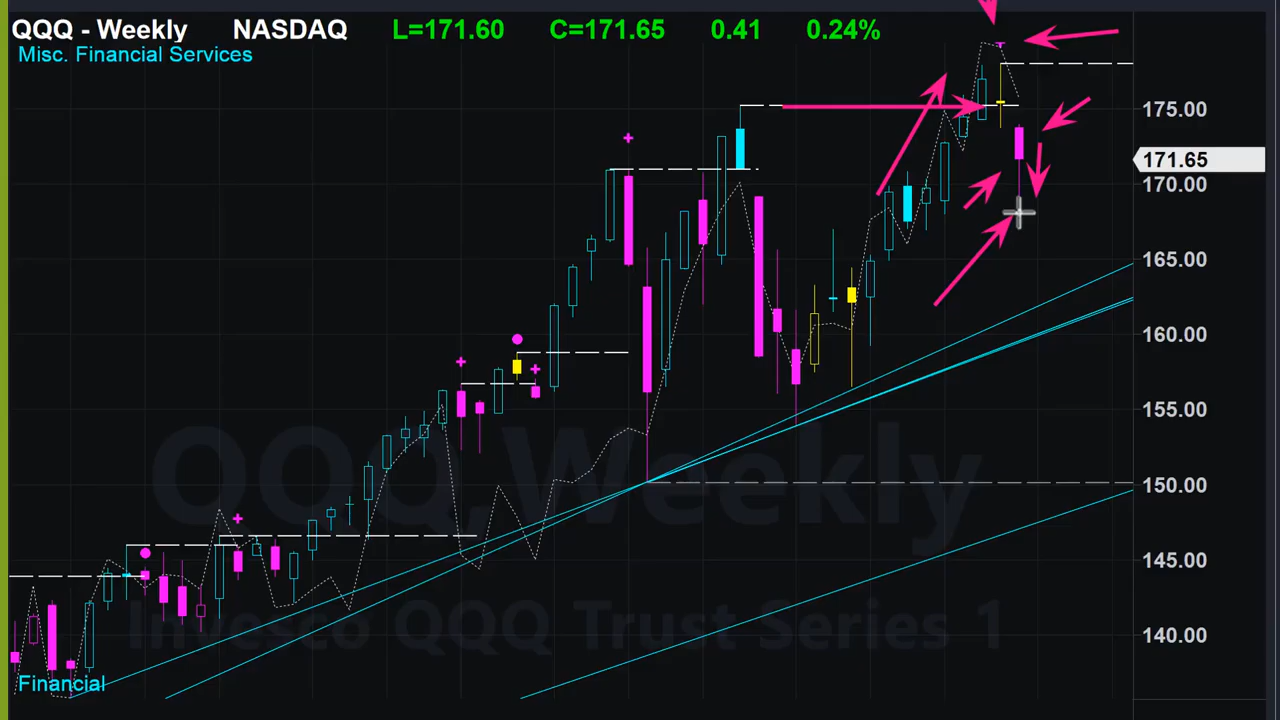 QQQ - Weekly NASDAQ L=171.60 C=171.65 0.41 0.24%
Misc. Financial Services
175.00
171.65
170.00
165.00
160.00
155.00
QQQ,Weekly
150.00
145.00
Invesco QQQ Trust Series 1
140.00
Financial